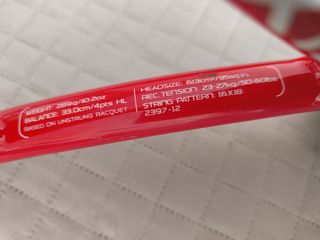 WEIGHT: 289g/10.2oz
BALANCE: 33.0cm/4pts HL
BASED ON UNSTRUNG RACQUET
HEADSIZE: 613cm²/95sq.in.
REC. TENSION: 23-27kg/50-60lbs
STRING PATTERN: 16X18
2397-12